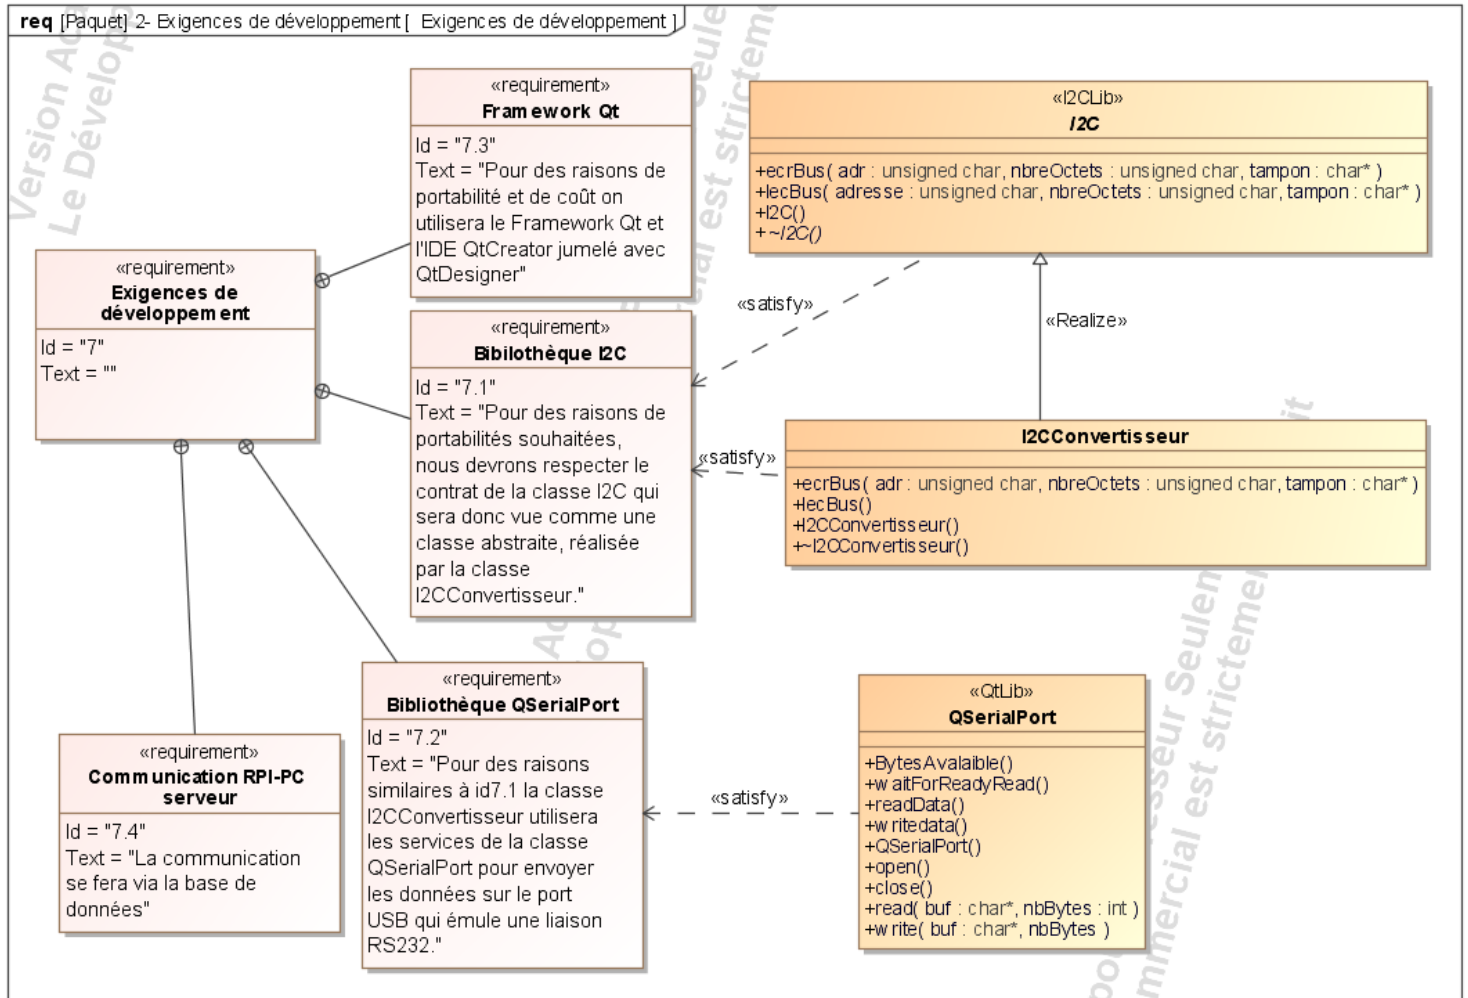 req [Paquet] 2- Exigences de développement [ Exigences de développement ]
«requirement»
Framework Qt
Id = "7.3"
Text = "Pour des raisons de
portabilité et de coût on
utilisera le Framework Qt et
l'IDE QtCreator jumelé avec
QtDesigner"
«I2CLib»
I2C
+ecrBus( adr : unsigned char, nbreOctets : unsigned char, tampon : char* )
+lecBus( adresse : unsigned char, nbreOctets : unsigned char, tampon : char* )
+I2C()
+~I2C()
«requirement»
Exigences de
développement
Id = "7"
Text = ""
«satisfy»
«Realize»
«requirement»
Bibilothèque I2C
Id = "7.1"
Text = "Pour des raisons de
portabilités souhaitées,
nous devrons respecter le
contrat de la classe I2C qui
sera donc vue comme une
classe abstraite, réalisée
par la classe
I2CConvertisseur."
«satisfy»
I2CConvertisseur
+ecrBus( adr : unsigned char, nbreOctets : unsigned char, tampon : char* )
+lecBus()
+I2CConvertisseur()
+~I2CConvertisseur()
«requirement»
Bibliothèque QSerialPort
Id = "7.2"
Text = "Pour des raisons
similaires à id7.1 la classe
I2CConvertisseur utilisera
les services de la classe
QSerialPort pour envoyer
les données sur le port
USB qui émule une liaison
RS232."
«satisfy»
«QtLib»
QSerialPort
+BytesAvalaible()
+waitForReadyRead()
+readData()
+writedata()
+QSerialPort()
+open()
+close()
+read( buf : char*, nbBytes : int )
+write( buf : char*, nbBytes )
«requirement»
Communication RPI-PC
serveur
Id = "7.4"
Text = "La communication
se fera via la base de
données"